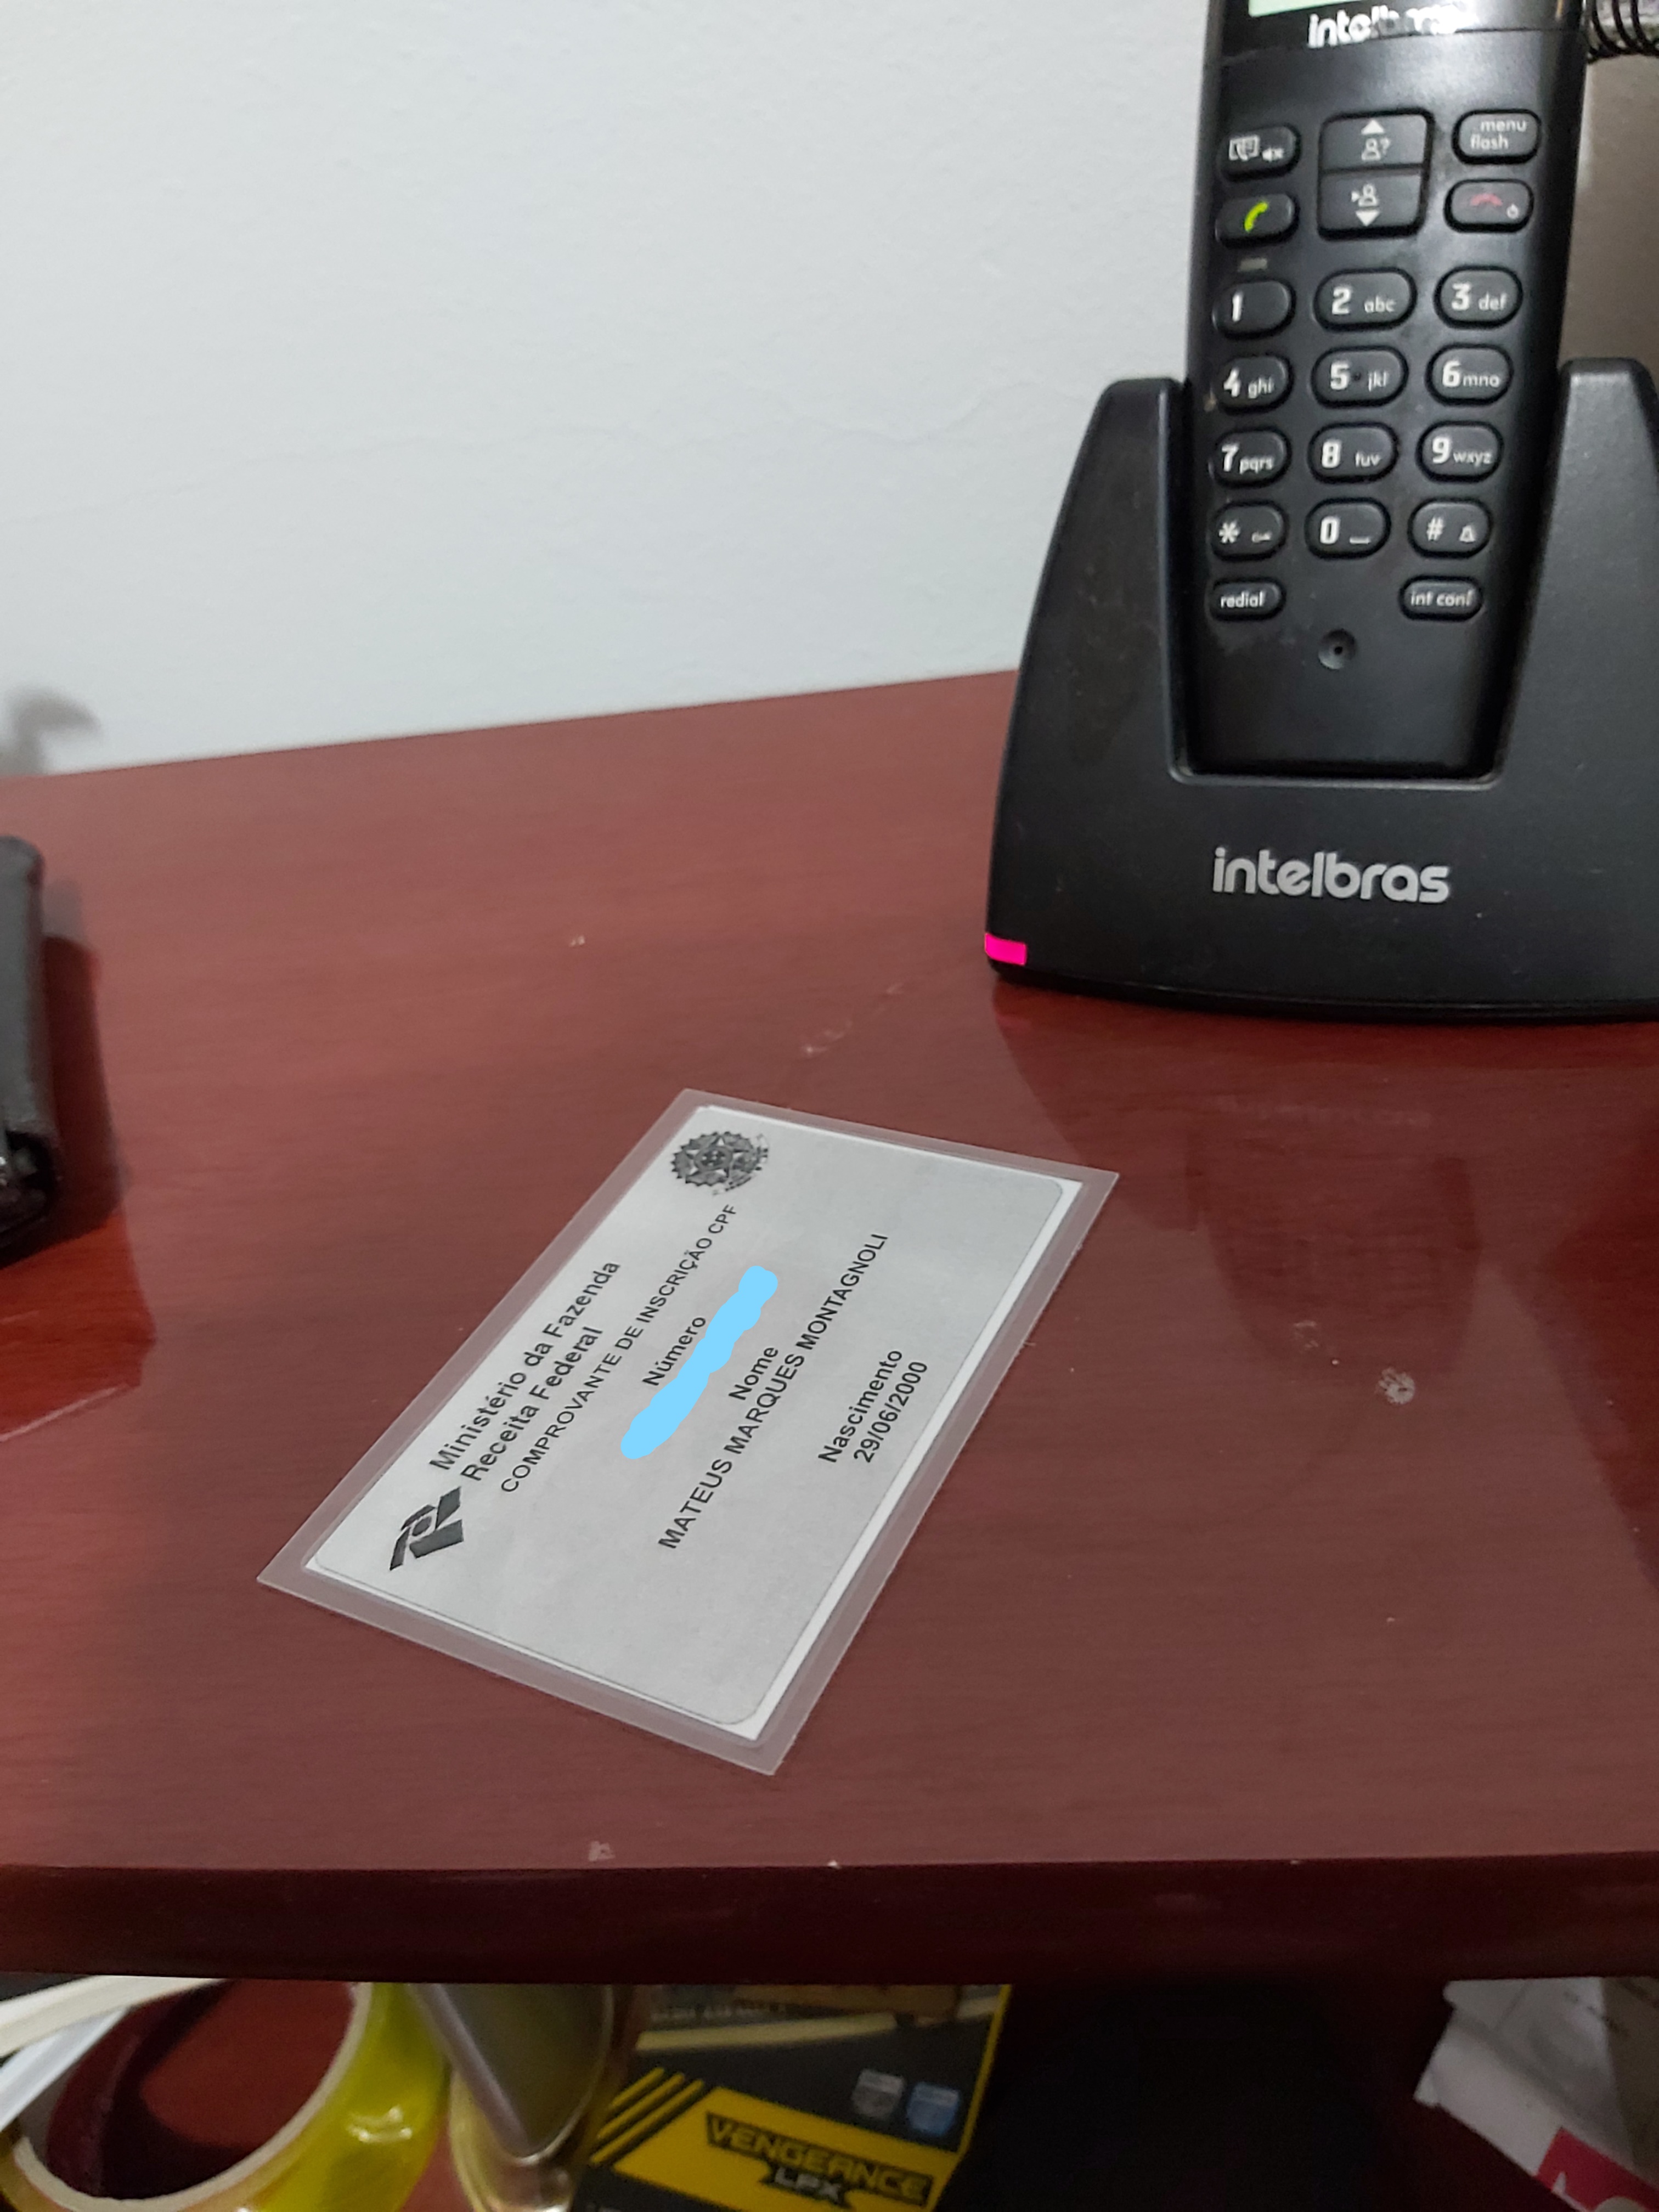 intelbras
menu
flash
1
2 abc
3 def
4 ghi
5 jkl
6 mno
7 pqrs
8 tuv
9 wxyz
* 
0
#
redial
int conf
intelbras
Ministério da Fazenda
Receita Federal
COMPROVANTE DE INSCRIÇÃO CPF
Número
Nome
MATEUS MARQUES MONTAGNOLI
Nascimento
29/06/2000
VENGEANCE
LPX